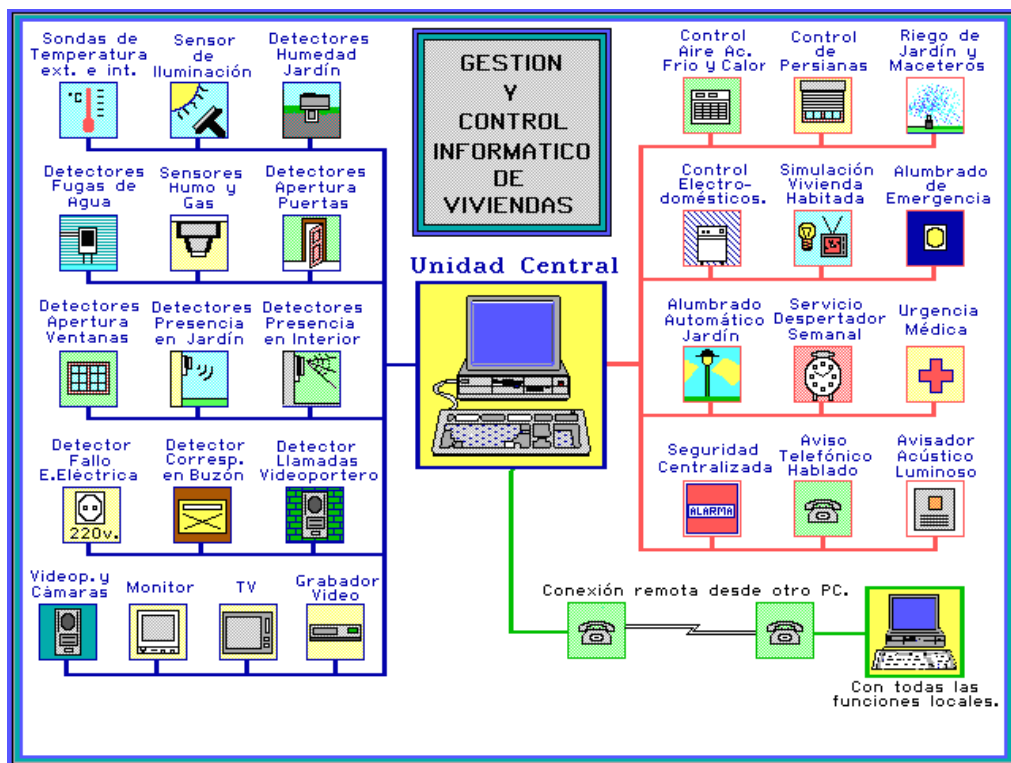 GESTION
Y
CONTROL
INFORMATICO
DE
VIVIENDAS
Sondas de
Temperatura
ext. e int.
Sensor
de
Iluminación
Detectores
Humedad
Jardín
°C
Detectores
Fugas de
Agua
Sensores
Humo y
Gas
Detectores
Apertura
Puertas
Detectores
Apertura
Ventanas
Detectores
Presencia
en Jardín
Detectores
Presencia
en Interior
Detector
Fallo
E.Eléctrica
220v.
Detector
Corresp.
en Buzón
Detector
Llamadas
Videoportero
Videop. y
Cámaras
Monitor
TV
Grabador
Video
Unidad Central
Control
Aire Ac.
Frio y Calor
Control
de
Persianas
Riego de
Jardín y
Maceteros
Control
Electro-
domésticos.
Simulación
Vivienda
Habitada
Alumbrado
de
Emergencia
Alumbrado
Automático
Jardín
Servicio
Despertador
Semanal
Urgencia
Médica
Seguridad
Centralizada
ALARMA
Aviso
Telefónico
Hablado
Avisador
Acústico
Luminoso
Conexión remota desde otro PC.
Con todas las
funciones locales.